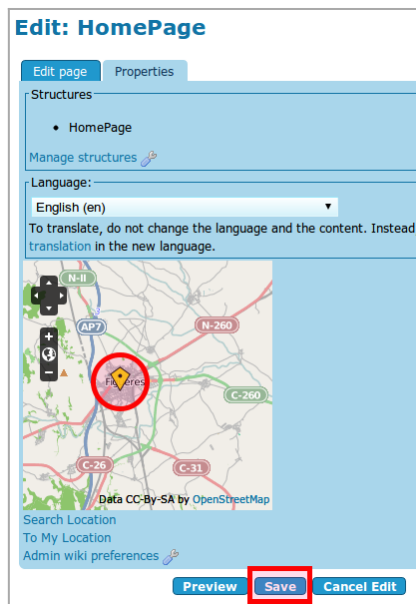 Edit: HomePage
Edit page Properties
Structures
HomePage
Manage structures
Language:
English (en)
To translate, do not change the language and the content. Instead
translation in the new language.
N-II
AP7
N-260
Figueres
C-260
C-26
C-31
Data CC-By-SA by OpenStreetMap
Search Location
To My Location
Admin wiki preferences
Preview Save Cancel Edit